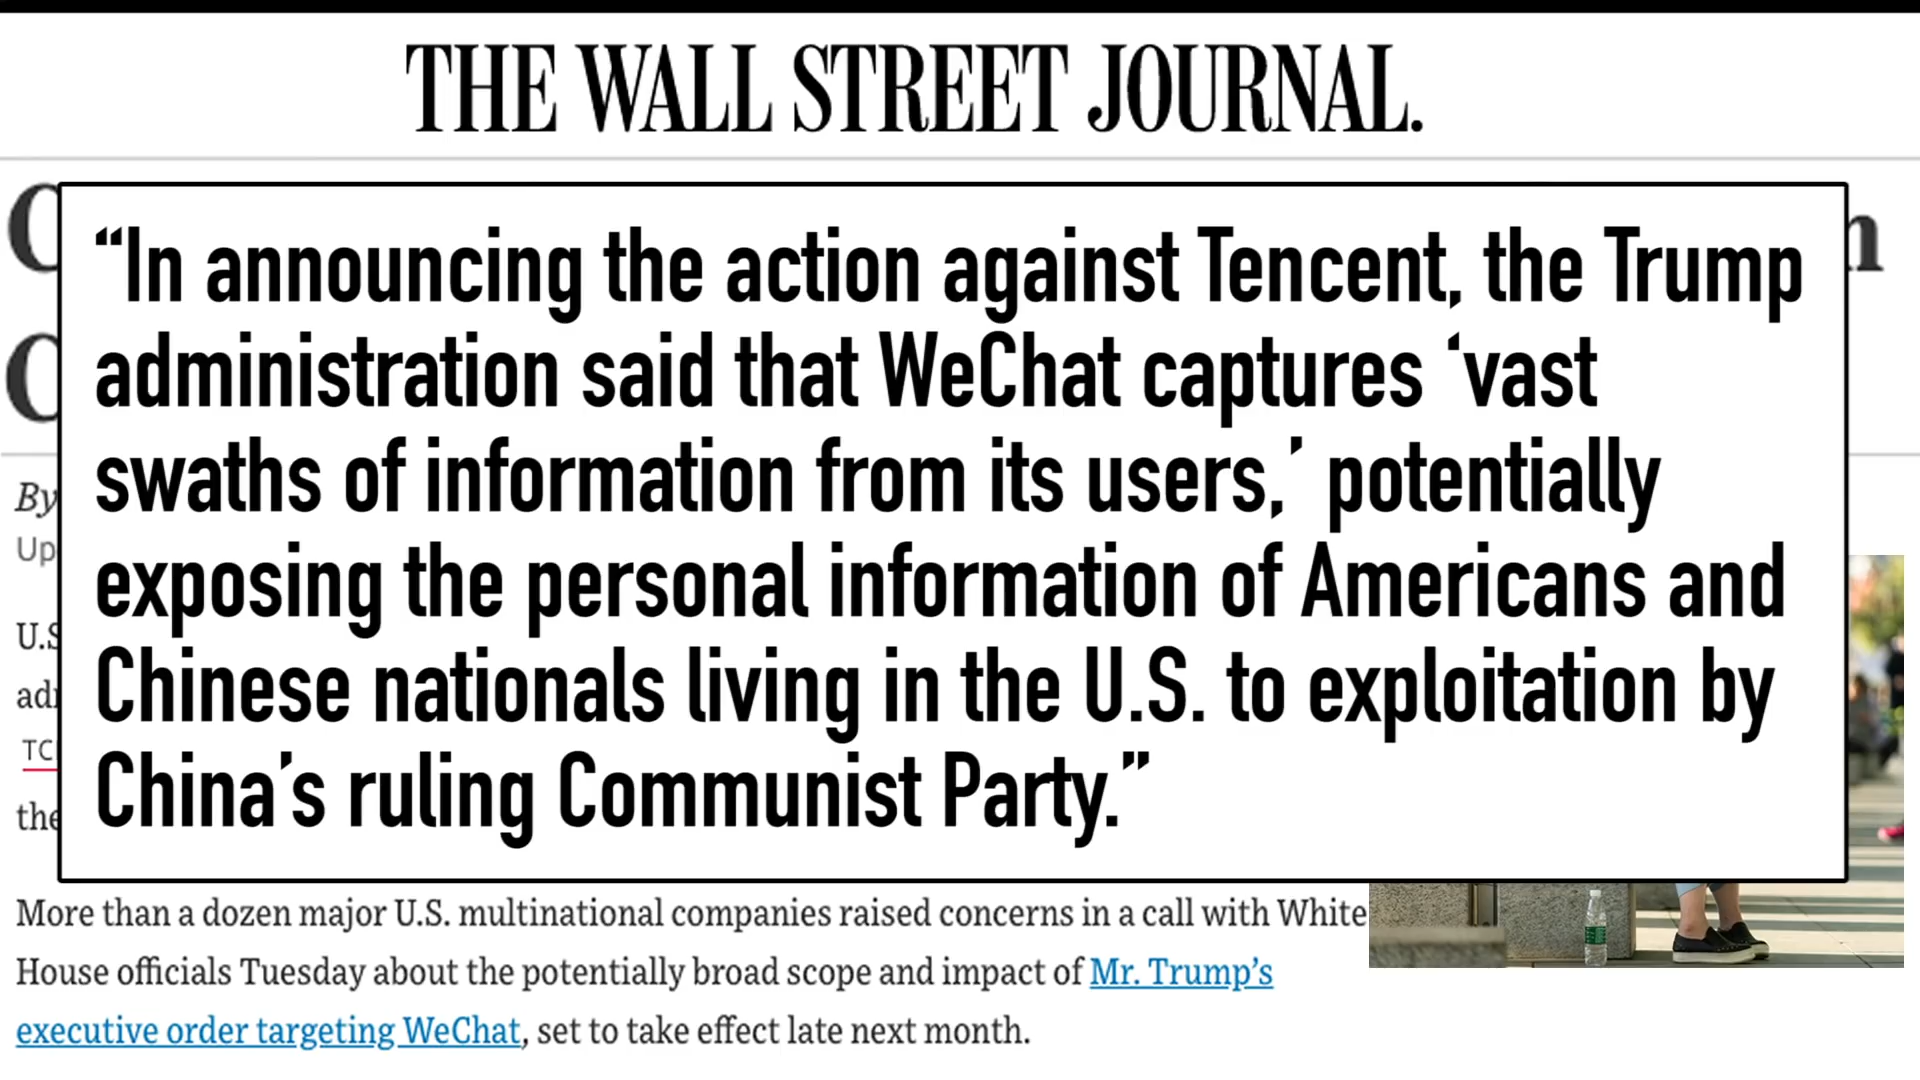 THE WALL STREET JOURNAL.
“In announcing the action against Tencent, the Trump
administration said that WeChat captures ‘vast
swaths of information from its users,’ potentially
exposing the personal information of Americans and
Chinese nationals living in the U.S. to exploitation by
China’s ruling Communist Party.”
By
More than a dozen major U.S. multinational companies raised concerns in a call with White
House officials Tuesday about the potentially broad scope and impact of Mr. Trump’s
executive order targeting WeChat, set to take effect late next month.